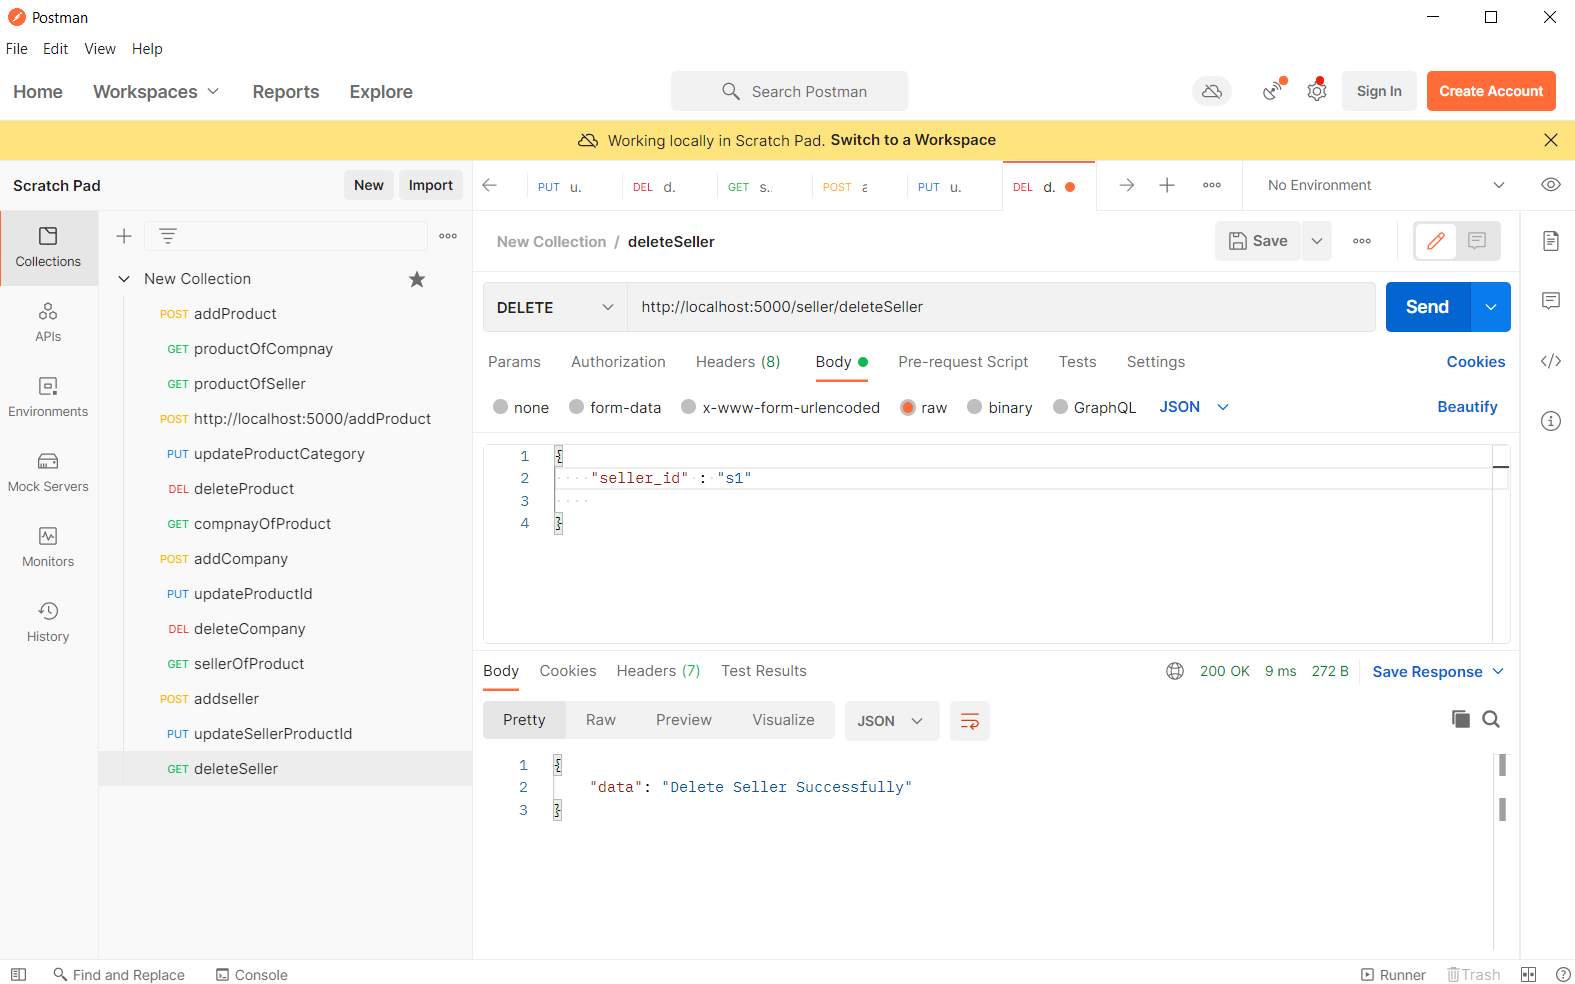 Postman
File Edit View Help
Home Workspaces Reports Explore Search Postman Sign In Create Account
Working locally in Scratch Pad. Switch to a Workspace
Scratch Pad New Import
PUT u. DEL d. GET s.. POST a PUT u. DEL d. No Environment
Collections
APIs
Environments
Mock Servers
Monitors
History
New Collection
POST addProduct
GET productOfCompnay
GET productOfSeller
POST http://localhost:5000/addProduct
PUT updateProductCategory
DEL deleteProduct
GET compnayOfProduct
POST addCompany
PUT updateProductId
DEL deleteCompany
GET sellerOfProduct
POST addseller
PUT updateSellerProductId
GET deleteSeller
New Collection / deleteSeller Save
DELETE http://localhost:5000/seller/deleteSeller Send
Params Authorization Headers (8) Body Pre-request Script Tests Settings Cookies
none form-data x-www-form-urlencoded raw binary GraphQL JSON Beautify
1 {
2 "seller_id" : "s1"
3
4 }
Body Cookies Headers (7) Test Results 200 OK 9 ms 272 B Save Response
Pretty Raw Preview Visualize JSON
1 {
2 "data": "Delete Seller Successfully"
3 }
Find and Replace Console Runner Trash